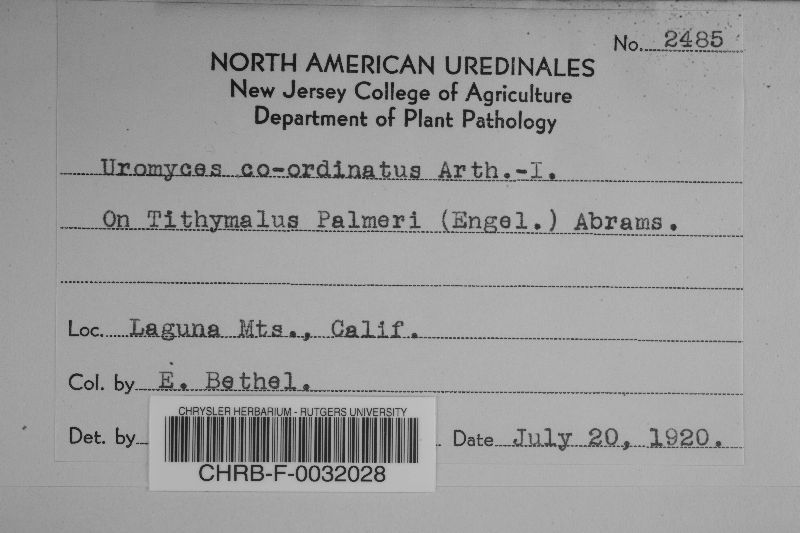 No. 2485
NORTH AMERICAN UREDINALES
New Jersey College of Agriculture
Department of Plant Pathology
Uromyces co-ordinatus Arth.-I.
On Tithymalus Palmeri (Engel.) Abrams.
Loc. Laguna Mts., Calif.
Col. by E. Bethel.
Det. by Date July 20, 1920.
CHRYSLER HERBARIUM - RUTGERS UNIVERSITY
CHRB-F-0032028